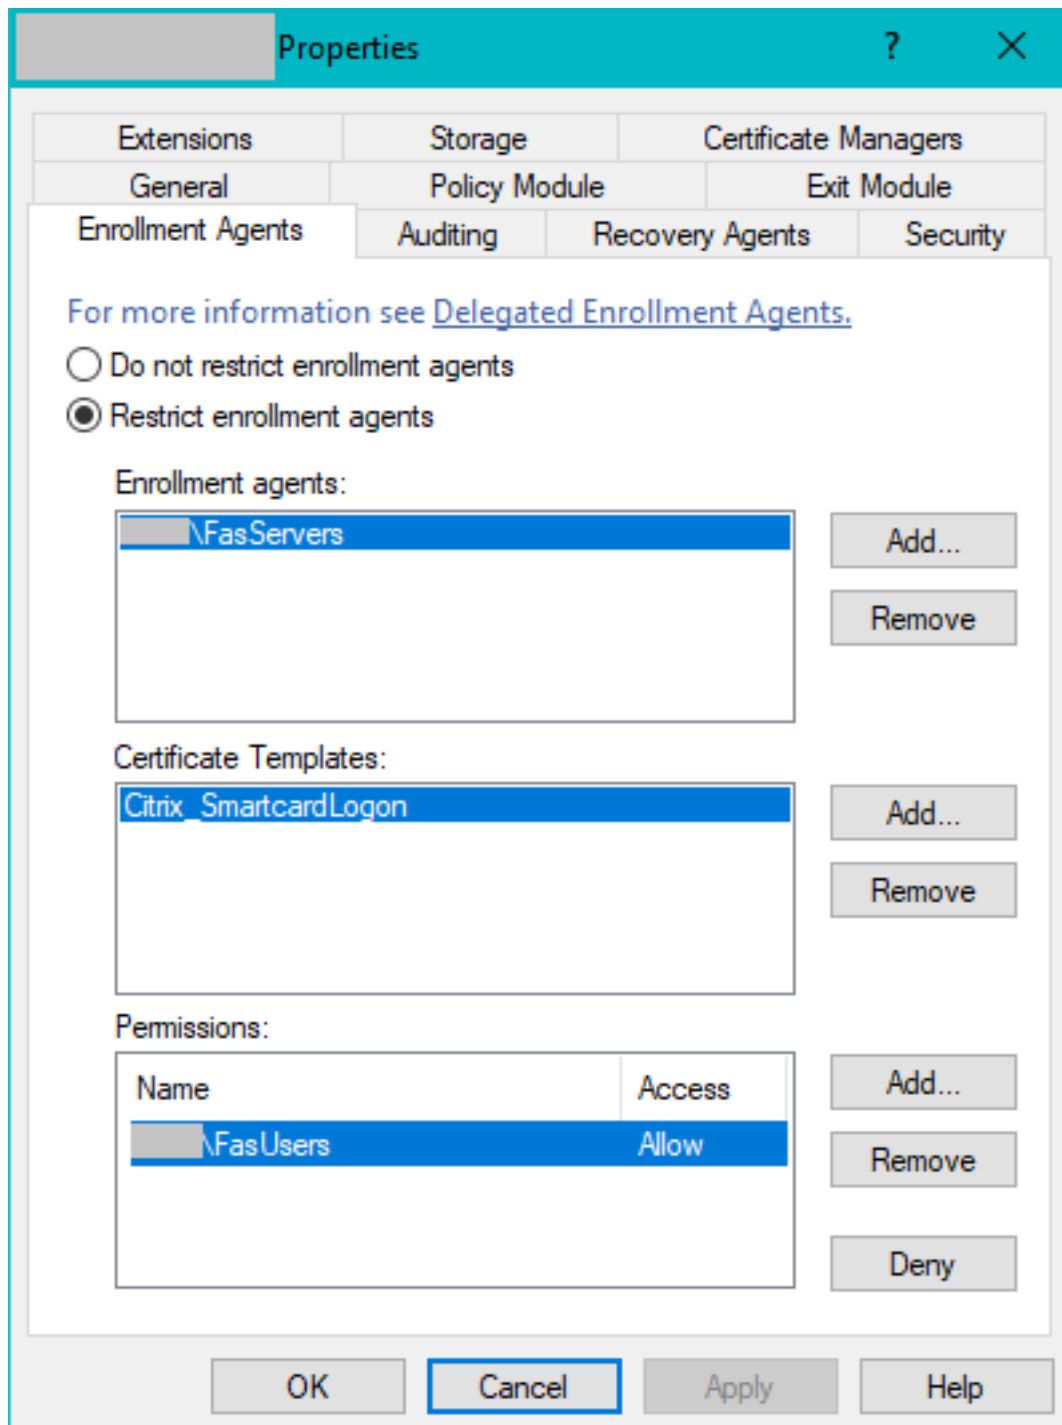 Properties ?
Extensions Storage Certificate Managers
General Policy Module Exit Module
Enrollment Agents Auditing Recovery Agents Security
For more information see Delegated Enrollment Agents.
Do not restrict enrollment agents
Restrict enrollment agents
Enrollment agents:
\FasServers
Add...
Remove
Certificate Templates:
Citrix_SmartcardLogon
Add...
Remove
Permissions:
Name Access
Add...
\FasUsers Allow
Remove
Deny
OK Cancel Apply Help